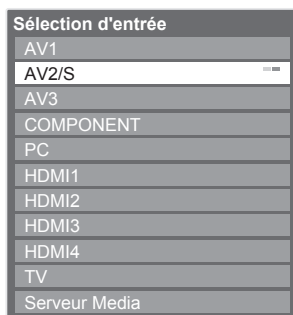 Sélection d'entrée
AV1
AV2/S
AV3
COMPONENT
PC
HDMI1
HDMI2
HDMI3
HDMI4
TV
Serveur Media